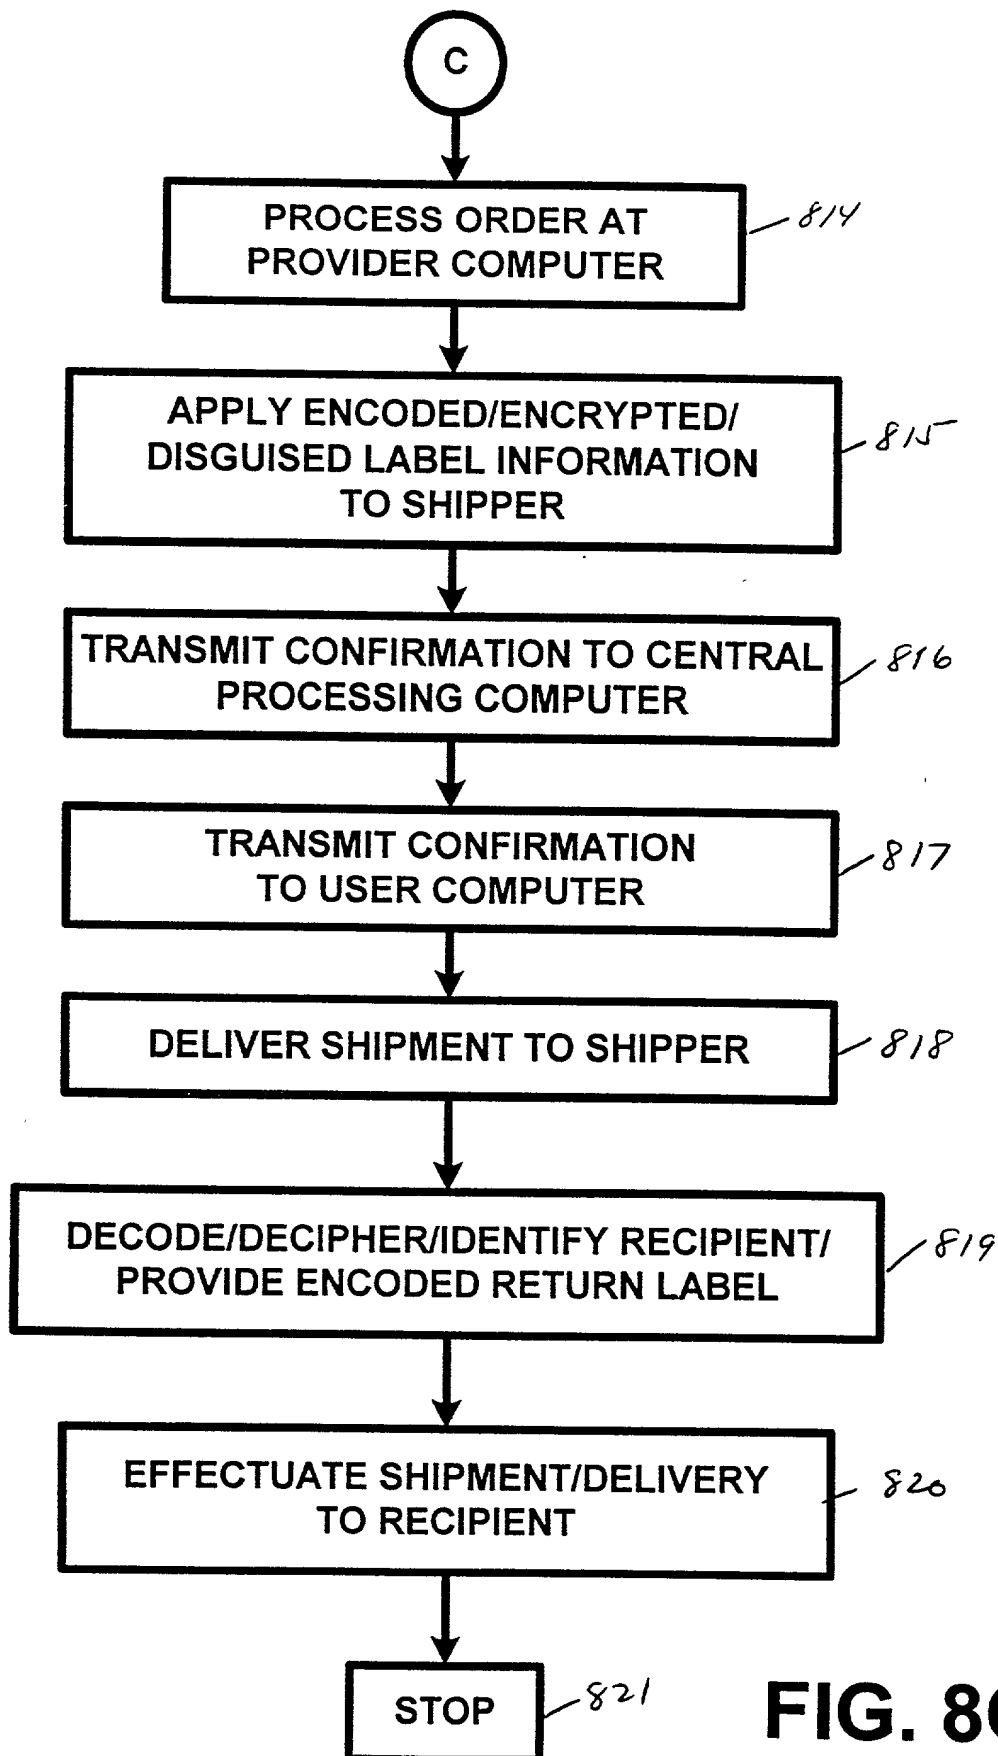 C
PROCESS ORDER AT
PROVIDER COMPUTER
814
APPLY ENCODED/ENCRYPTED/
DISGUISED LABEL INFORMATION
TO SHIPPER
815
TRANSMIT CONFIRMATION TO CENTRAL
PROCESSING COMPUTER
816
TRANSMIT CONFIRMATION
TO USER COMPUTER
817
DELIVER SHIPMENT TO SHIPPER
818
DECODE/DECIPHER/IDENTIFY RECIPIENT/
PROVIDE ENCODED RETURN LABEL
819
EFFECTUATE SHIPMENT/DELIVERY
TO RECIPIENT
820
STOP
821
FIG.